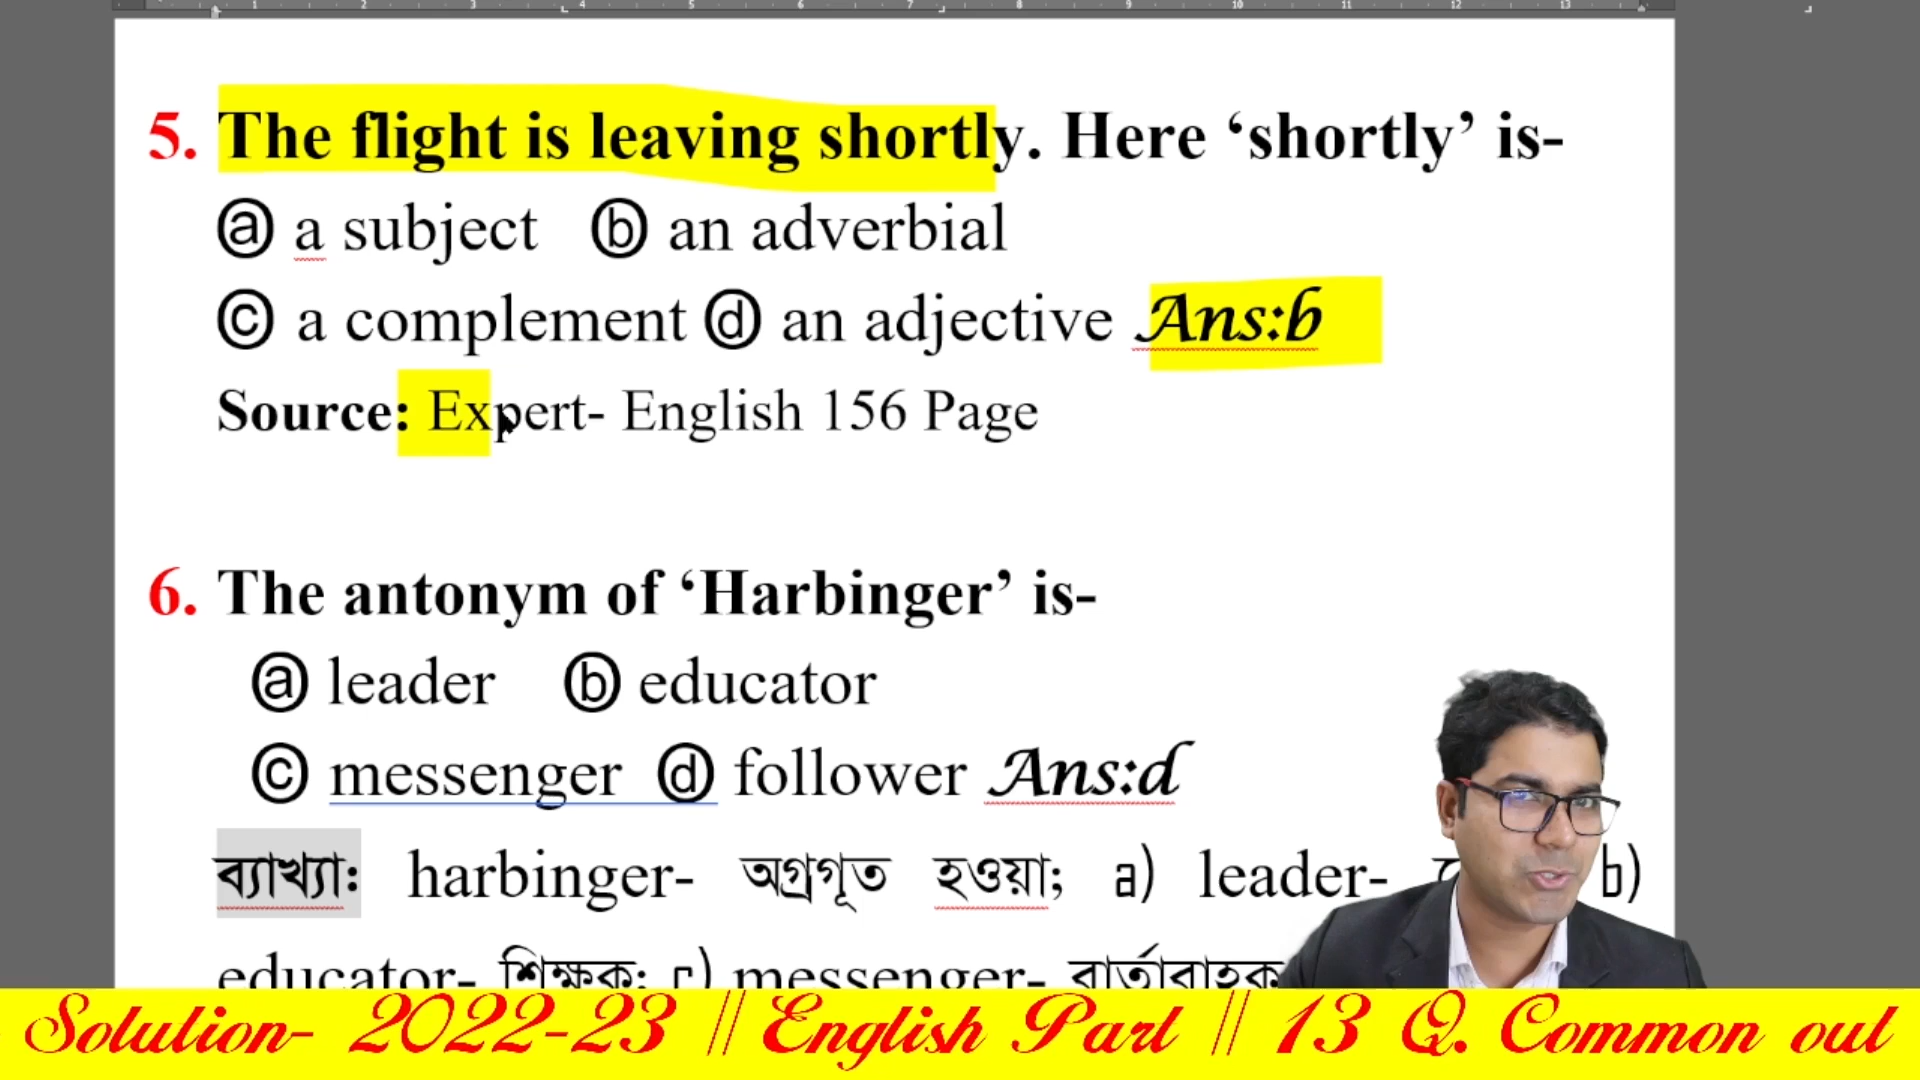 5. The flight is leaving shortly. Here ‘shortly’ is-
ⓐ a subject ⓑ an adverbial
ⓒ a complement ⓓ an adjective Ans:b
Source: Expert- English 156 Page
6. The antonym of ‘Harbinger’ is-
ⓐ leader ⓑ educator
ⓒ messenger ⓓ follower Ans:d
ব্যাখ্যা: harbinger- অগ্রগূত হওয়া; a) leader- b)
educator- শিক্ষক; c) messenger- বার্তাবাহক
Solution- 2022-23 || English Part || 13 Q. Common out